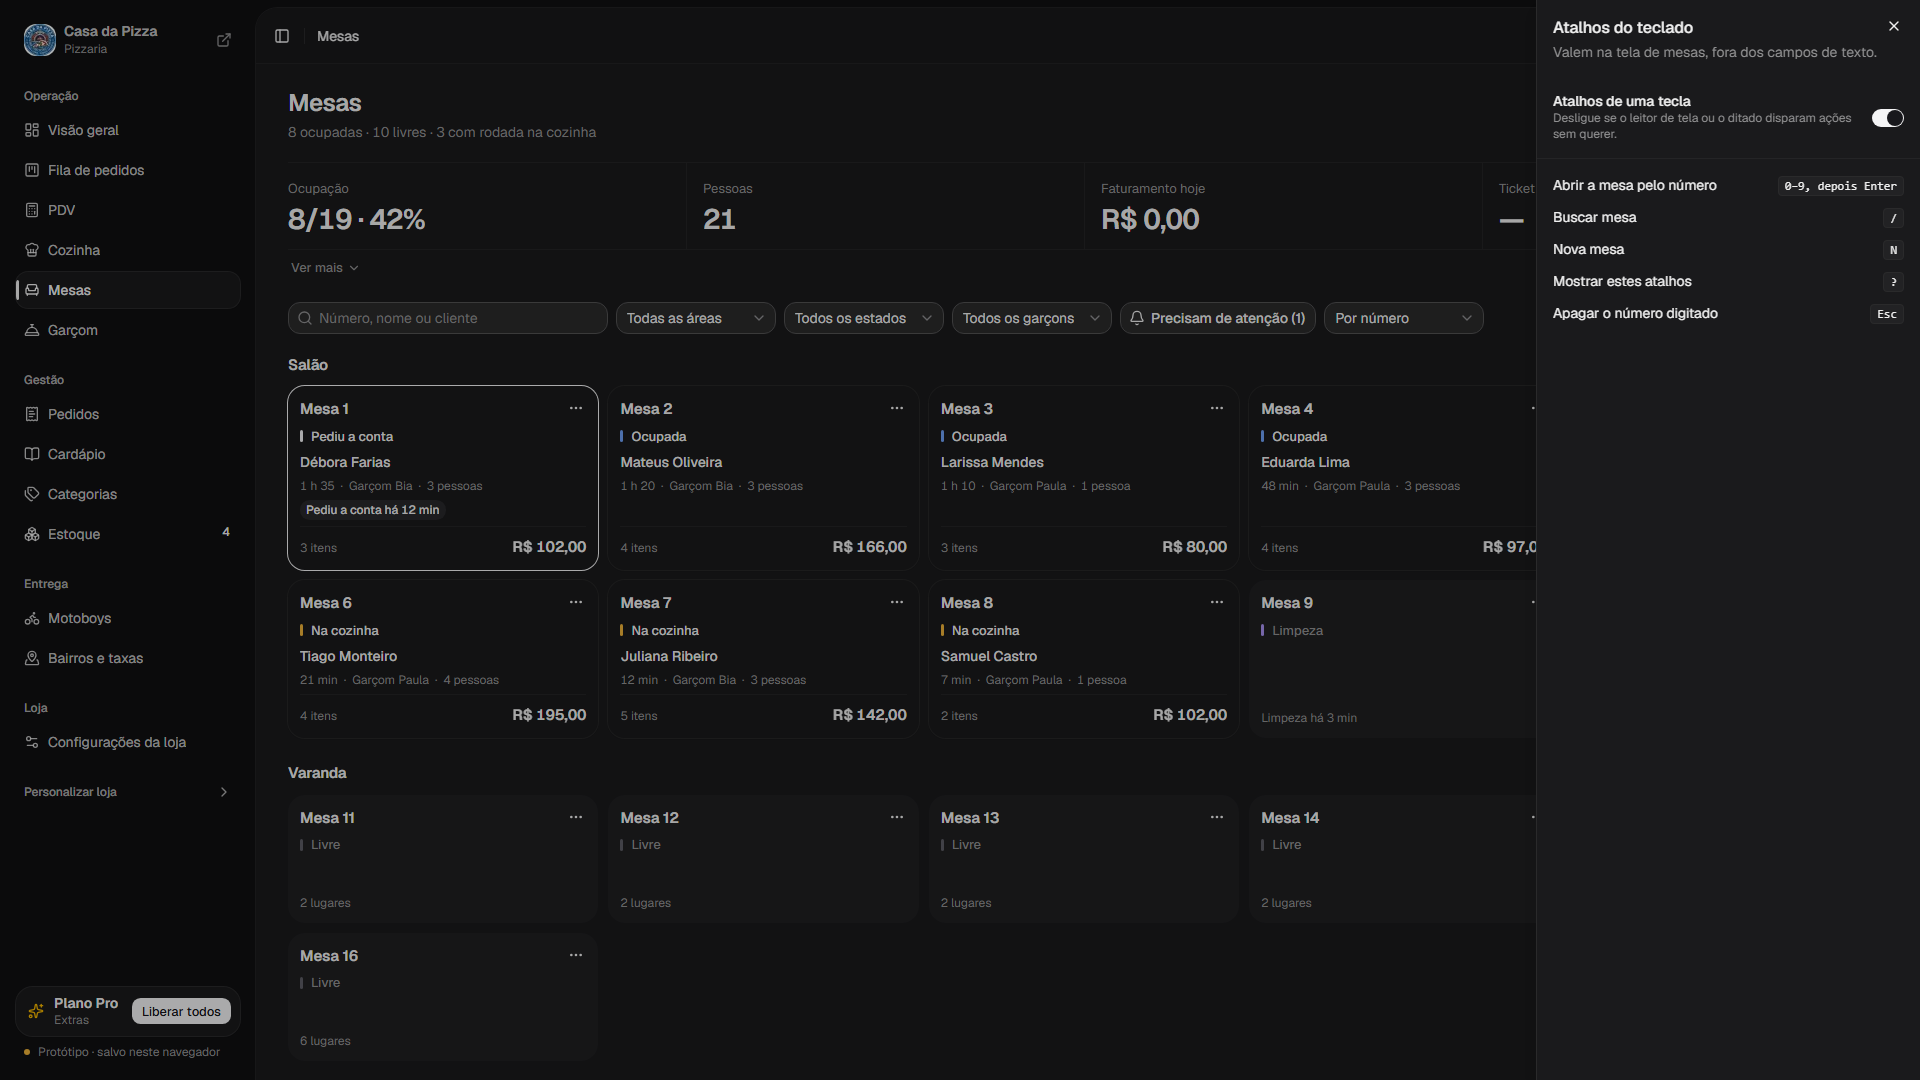 Casa da Pizza
Pizzaria
Operação
Visão geral
Fila de pedidos
PDV
Cozinha
Mesas
Garçom
Gestão
Pedidos
Cardápio
Categorias
Estoque 4
Entrega
Motoboys
Bairros e taxas
Loja
Configurações da loja
Personalizar loja
Plano Pro
Extras
Liberar todos
Protótipo · salvo neste navegador
Mesas
Mesas
8 ocupadas · 10 livres · 3 com rodada na cozinha
Ocupação
8/19 · 42%
Pessoas
21
Faturamento hoje
R$ 0,00
Ticket
—
Ver mais
Número, nome ou cliente
Todas as áreas
Todos os estados
Todos os garçons
Precisam de atenção (1)
Por número
Salão
Mesa 1
Pediu a conta
Débora Farias
1 h 35 · Garçom Bia · 3 pessoas
Pediu a conta há 12 min
3 itens R$ 102,00
Mesa 2
Ocupada
Mateus Oliveira
1 h 20 · Garçom Bia · 3 pessoas
4 itens R$ 166,00
Mesa 3
Ocupada
Larissa Mendes
1 h 10 · Garçom Paula · 1 pessoa
3 itens R$ 80,00
Mesa 4
Ocupada
Eduarda Lima
48 min · Garçom Paula · 3 pessoas
4 itens R$ 97,0
Mesa 6
Na cozinha
Tiago Monteiro
21 min · Garçom Paula · 4 pessoas
4 itens R$ 195,00
Mesa 7
Na cozinha
Juliana Ribeiro
12 min · Garçom Bia · 3 pessoas
5 itens R$ 142,00
Mesa 8
Na cozinha
Samuel Castro
7 min · Garçom Paula · 1 pessoa
2 itens R$ 102,00
Mesa 9
Limpeza
Limpeza há 3 min
Varanda
Mesa 11
Livre
2 lugares
Mesa 12
Livre
2 lugares
Mesa 13
Livre
2 lugares
Mesa 14
Livre
2 lugares
Mesa 16
Livre
6 lugares
Atalhos do teclado
Valem na tela de mesas, fora dos campos de texto.
Atalhos de uma tecla
Desligue se o leitor de tela ou o ditado disparam ações
sem querer.
Abrir a mesa pelo número 0–9, depois Enter
Buscar mesa /
Nova mesa N
Mostrar estes atalhos ?
Apagar o número digitado Esc